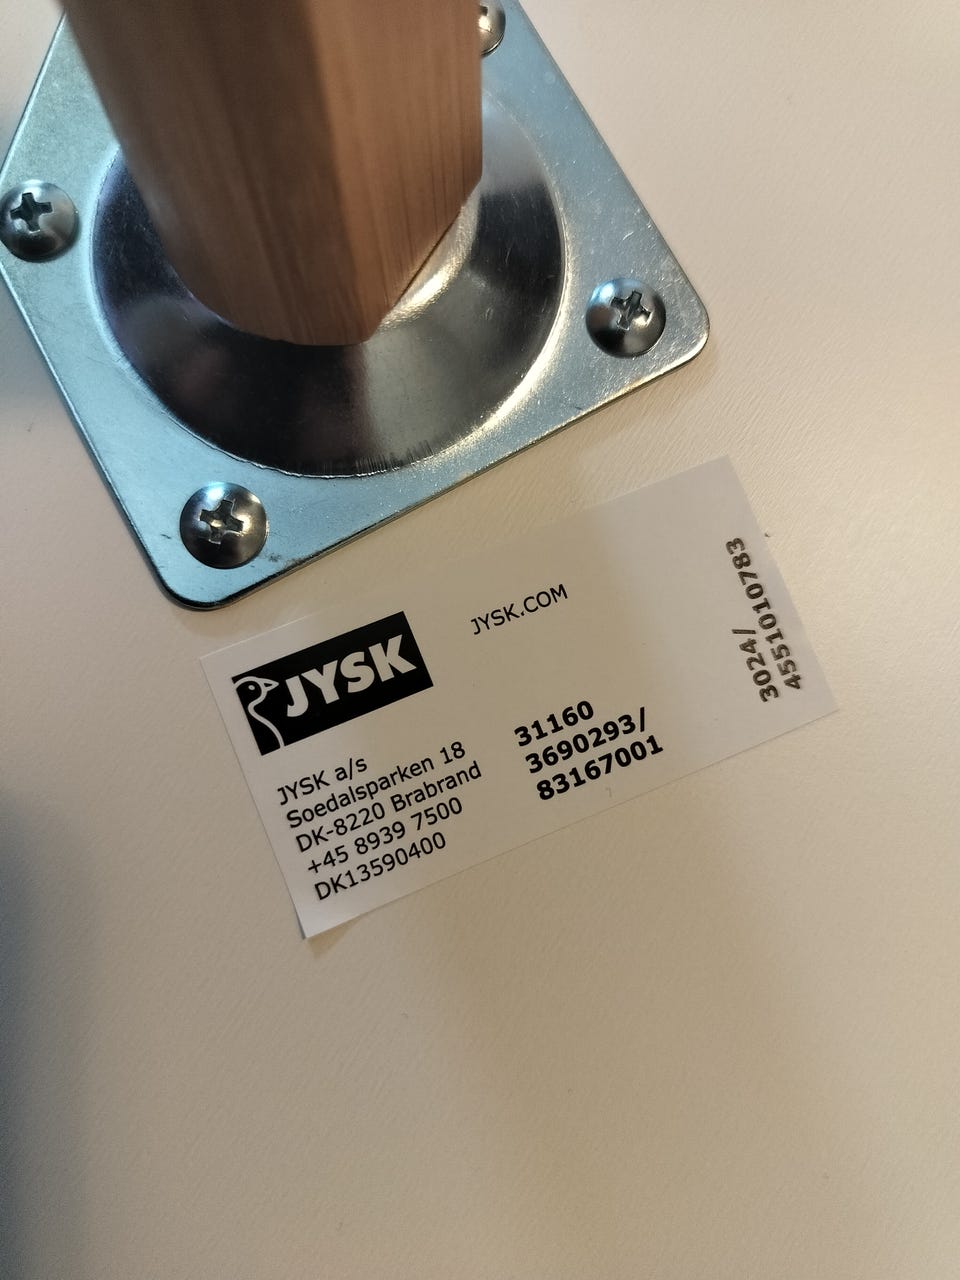 JYSK
JYSK.COM
JYSK a/s
Soedalsparken 18
DK-8220 Brabrand
+45 8939 7500
DK13590400
31160
3690293/
83167001
3024/
4551010783